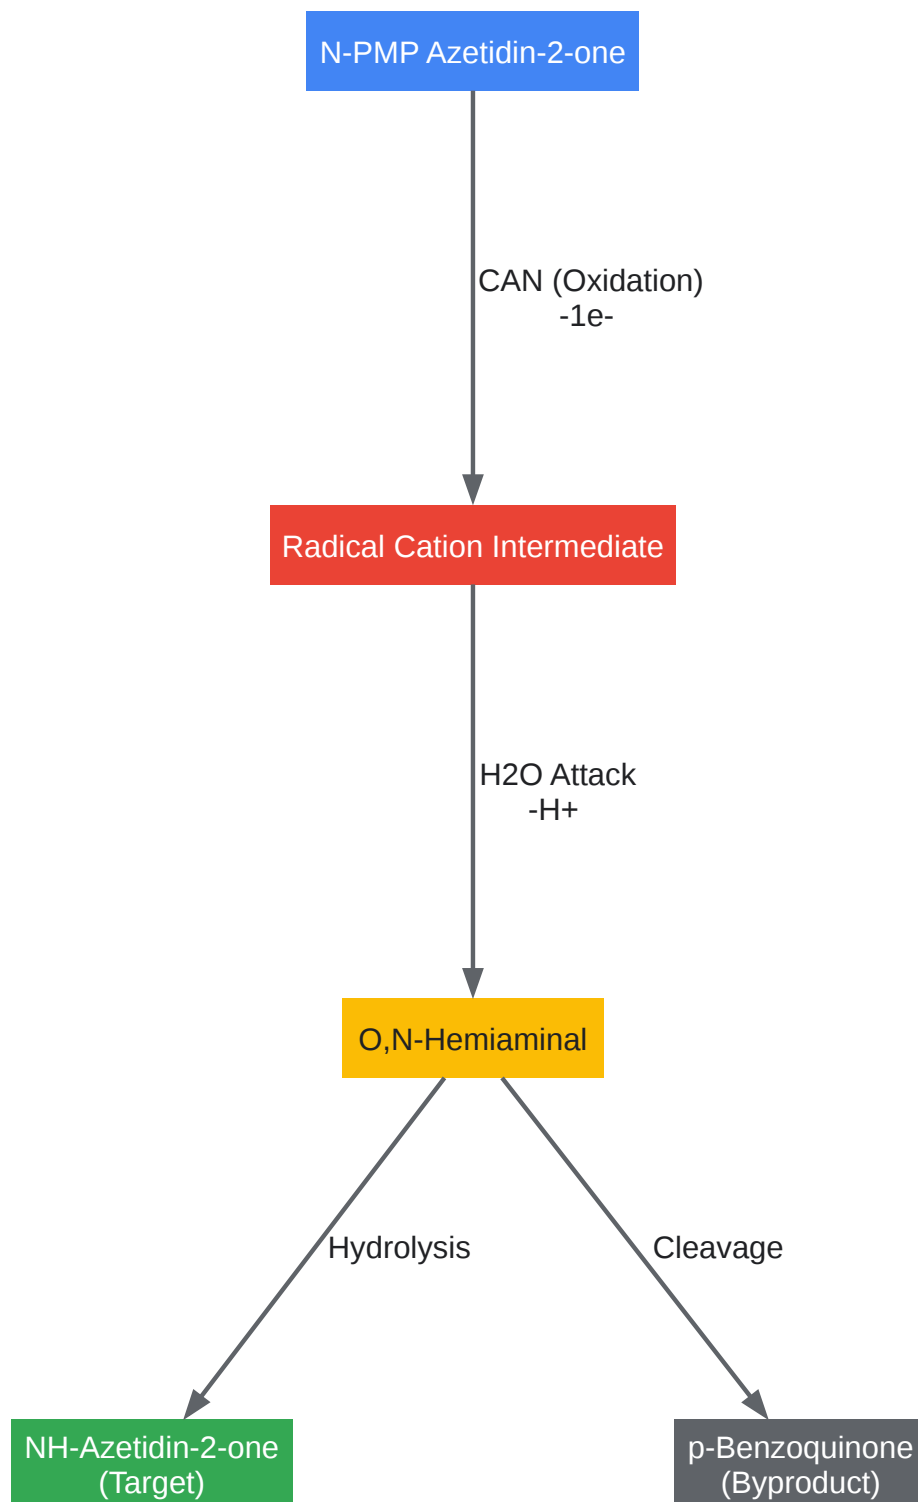 N-PMP Azetidin-2-one
CAN (Oxidation)
-1e-
Radical Cation Intermediate
H2O Attack
-H+
O,N-Hemiaminal
Hydrolysis
Cleavage
NH-Azetidin-2-one
(Target)
p-Benzoquinone
(Byproduct)